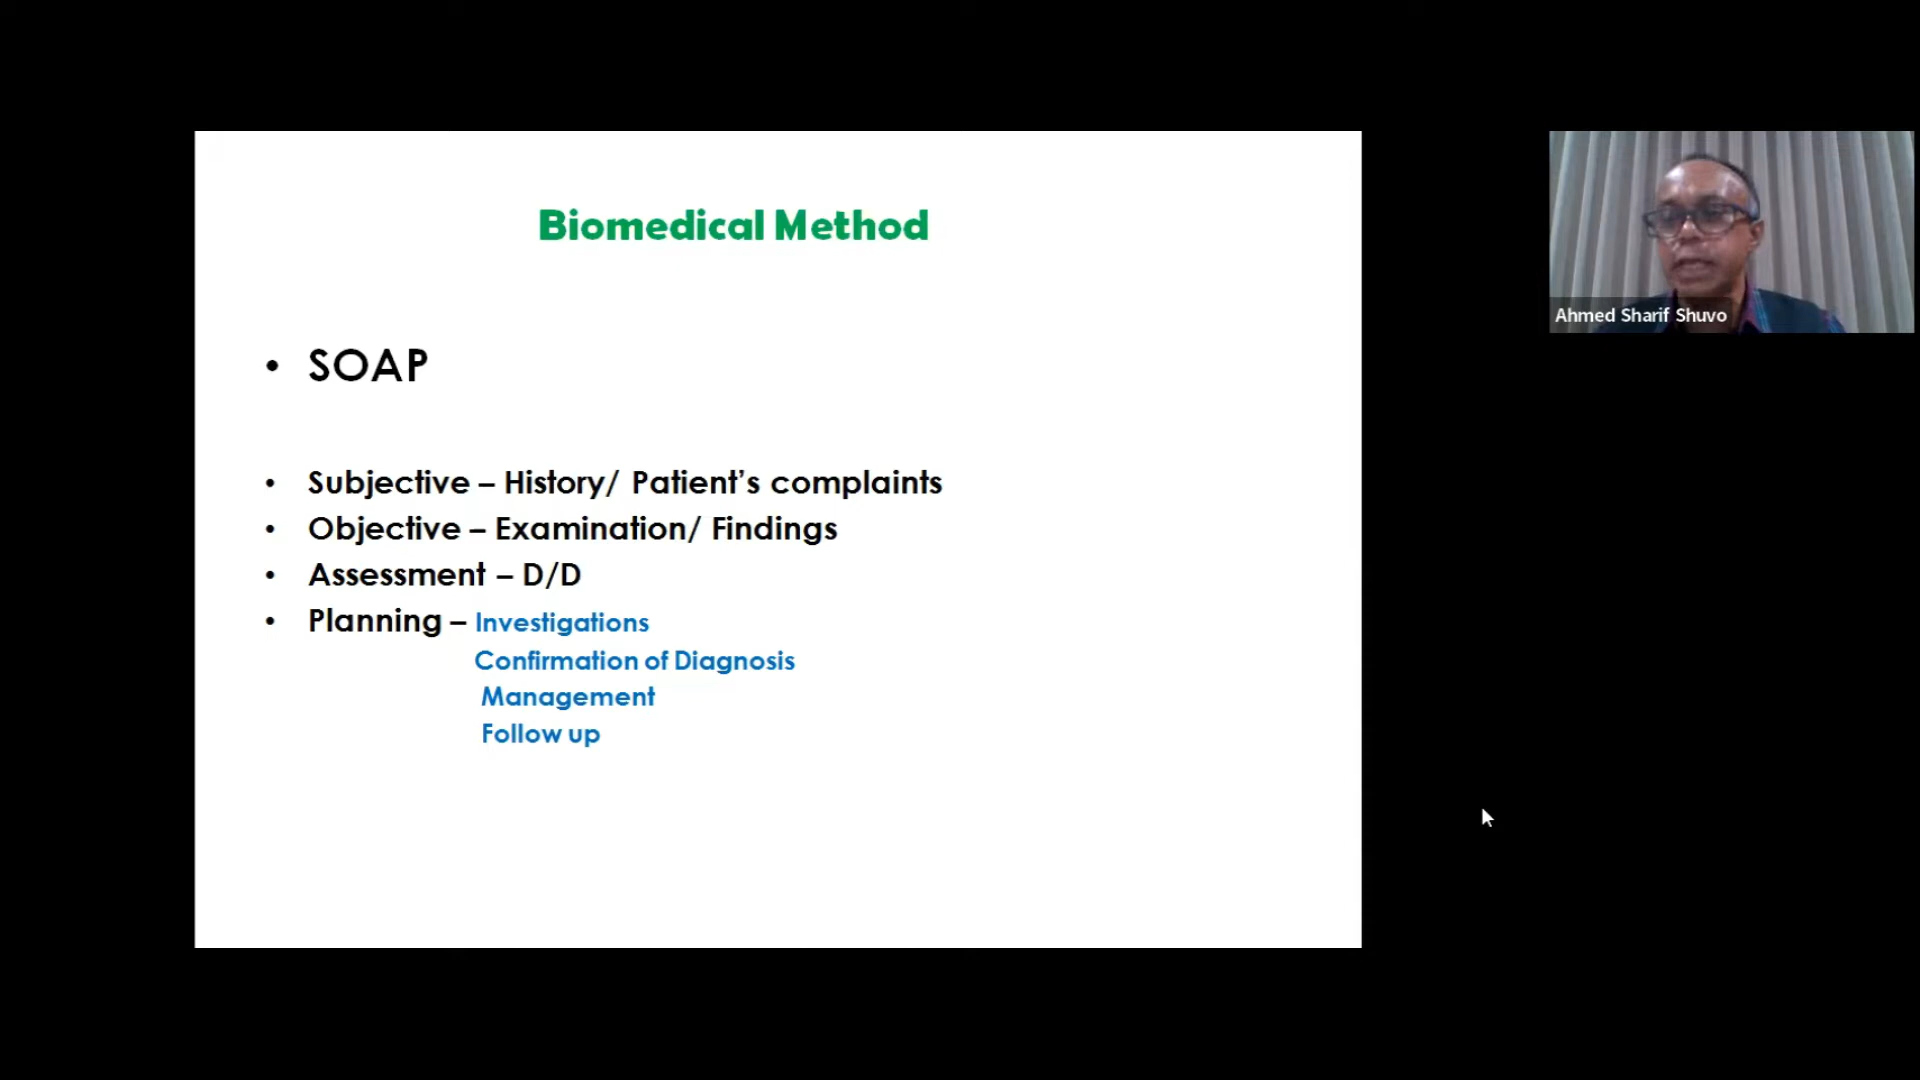 Biomedical Method
• SOAP
• Subjective – History/ Patient's complaints
• Objective – Examination/ Findings
• Assessment – D/D
• Planning – Investigations
Confirmation of Diagnosis
Management
Follow up
Ahmed Sharif Shuvo